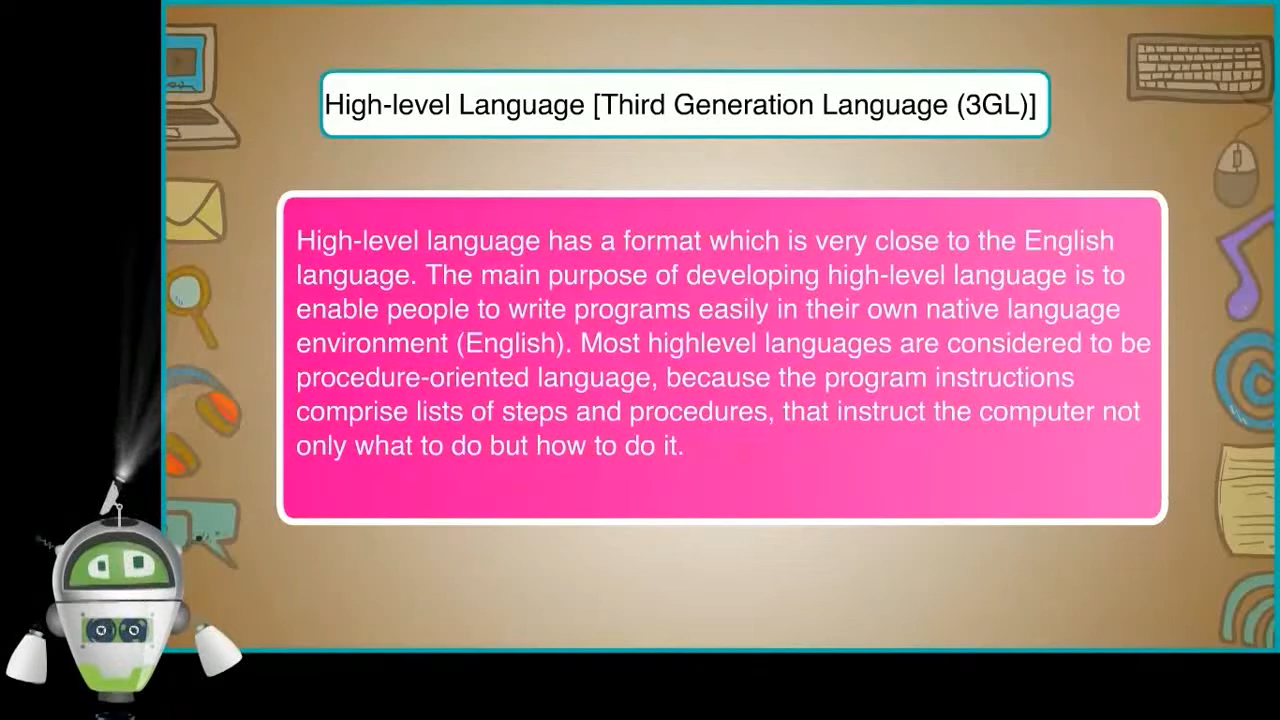 High-level Language [Third Generation Language (3GL)]
High-level language has a format which is very close to the English
language. The main purpose of developing high-level language is to
enable people to write programs easily in their own native language
environment (English). Most highlevel languages are considered to be
procedure-oriented language, because the program instructions
comprise lists of steps and procedures, that instruct the computer not
only what to do but how to do it.